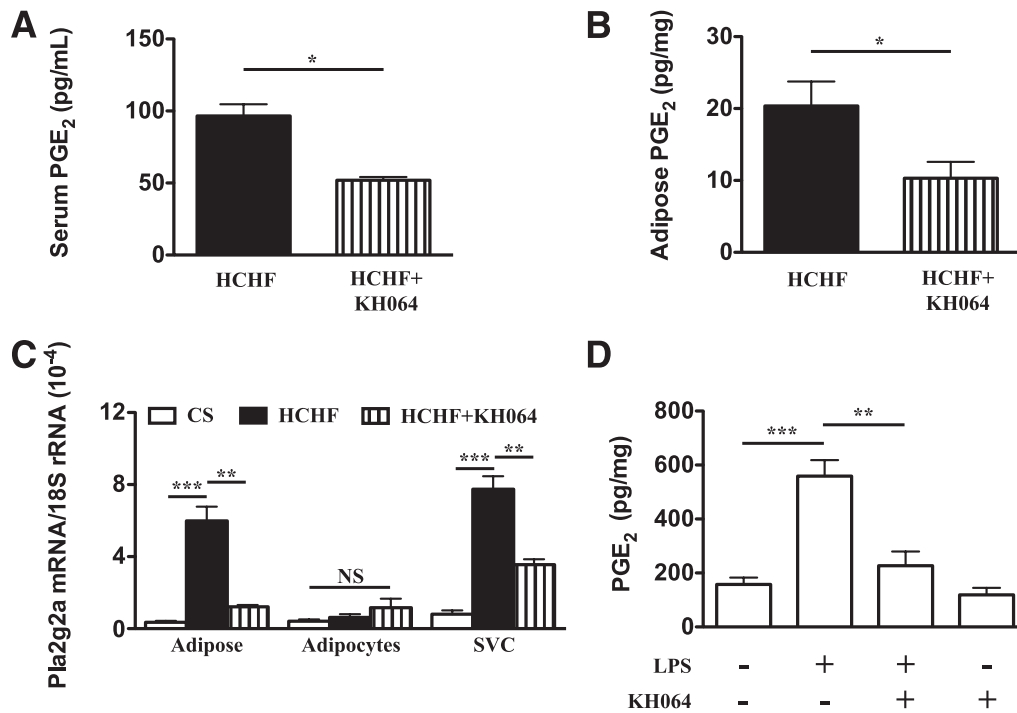 A
Serum PGE2 (pg/mL)
150
100
50
0
*
HCHF
HCHF+
KH064
B
Adipose PGE2 (pg/mg)
30
20
10
0
*
HCHF
HCHF+
KH064
C
Pla2g2a mRNA/18S rRNA (10-4)
12
8
4
0
CS HCHF HCHF+KH064
*** **
NS
*** **
Adipose Adipocytes SVC
D
PGE2 (pg/mg)
800
600
400
200
0
*** **
LPS - + + -
KH064 - - + +